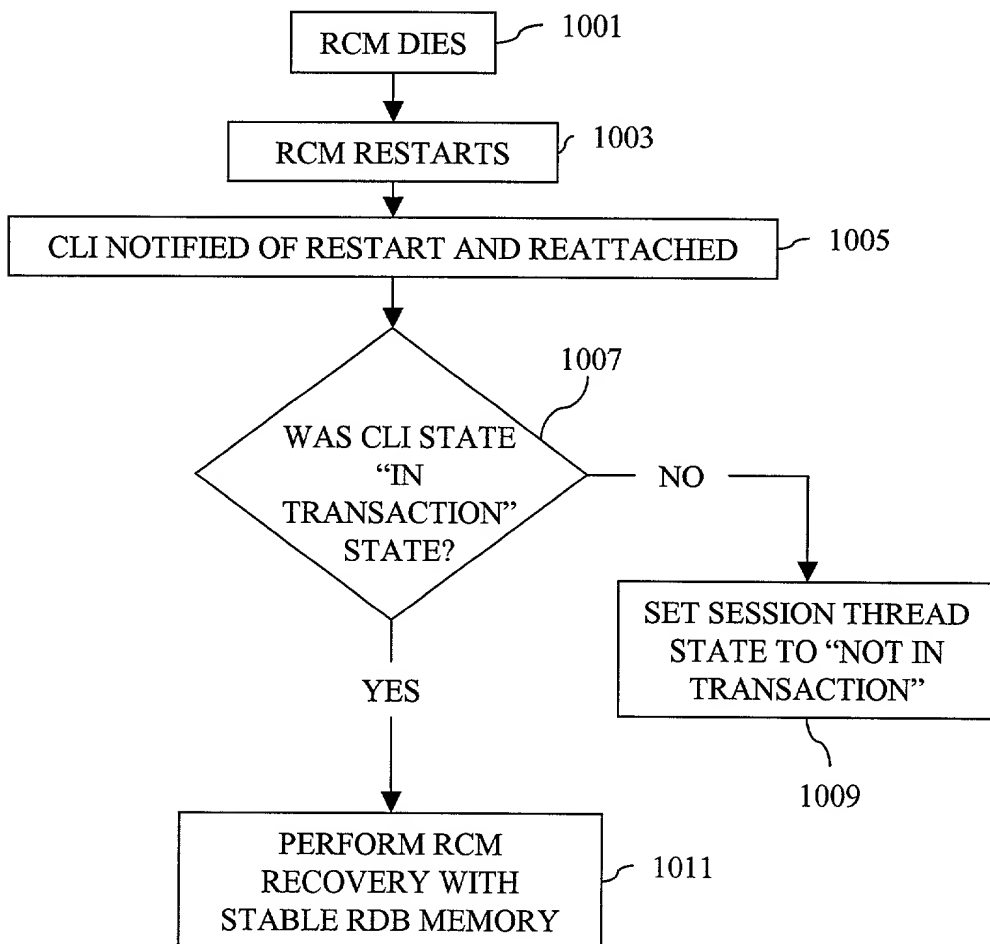 RCM DIES
1001
RCM RESTARTS
1003
CLI NOTIFIED OF RESTART AND REATTACHED
1005
1007
WAS CLI STATE
“IN
TRANSACTION”
STATE?
NO
SET SESSION THREAD
STATE TO “NOT IN
TRANSACTION”
1009
YES
PERFORM RCM
RECOVERY WITH
STABLE RDB MEMORY
1011